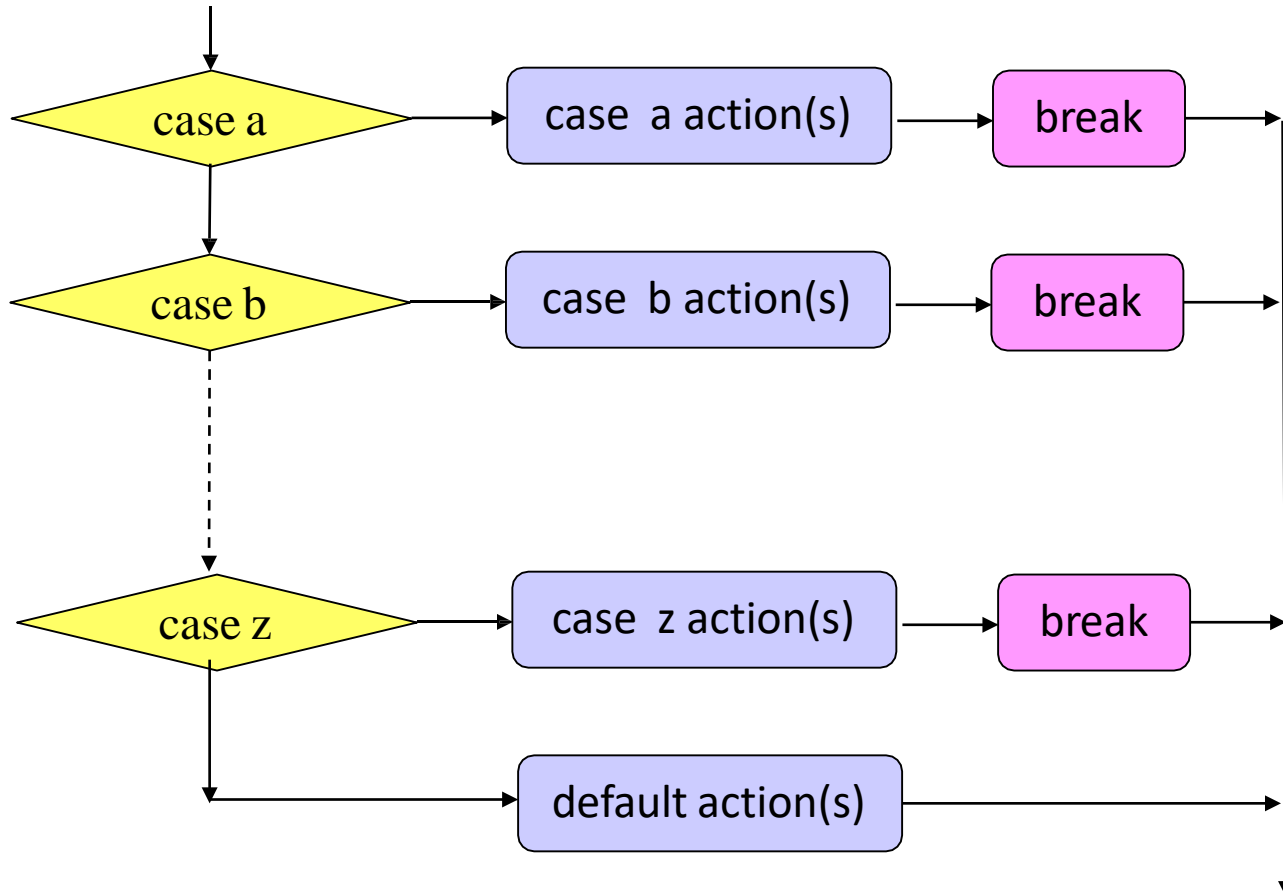 case a
case a action(s)
break
case b
case b action(s)
break
case z
case z action(s)
break
default action(s)